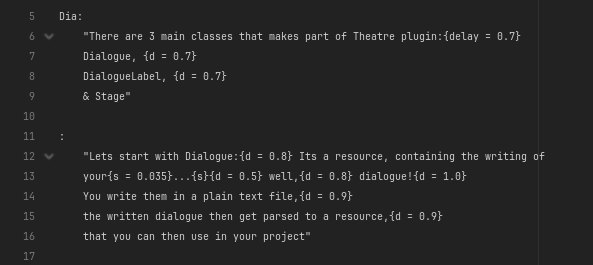 5 Dia:
6 "There are 3 main classes that makes part of Theatre plugin:{delay = 0.7}
7 Dialogue, {d = 0.7}
8 DialogueLabel, {d = 0.7}
9 & Stage"
10
11 :
12 "Lets start with Dialogue:{d = 0.8} Its a resource, containing the writing of
13 your{s = 0.035}...{s}{d = 0.5} well,{d = 0.8} dialogue!{d = 1.0}
14 You write them in a plain text file,{d = 0.9}
15 the written dialogue then get parsed to a resource,{d = 0.9}
16 that you can then use in your project"
17